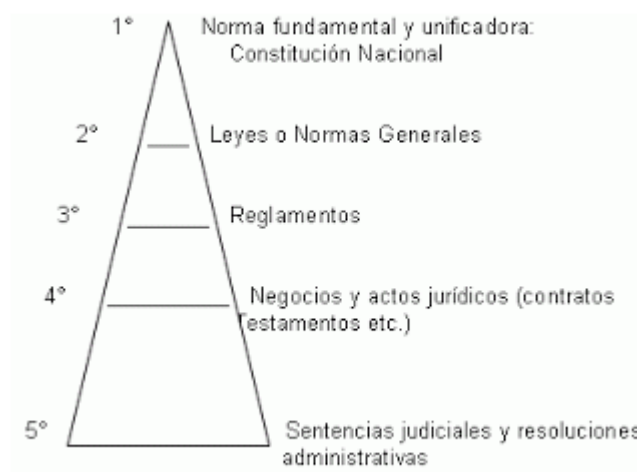 1° Norma fundamental y unificadora:
Constitución Nacional
2° Leyes o Normas Generales
3° Reglamentos
4° Negocios y actos jurídicos (contratos
Testamentos etc.)
5° Sentencias judiciales y resoluciones
administrativas